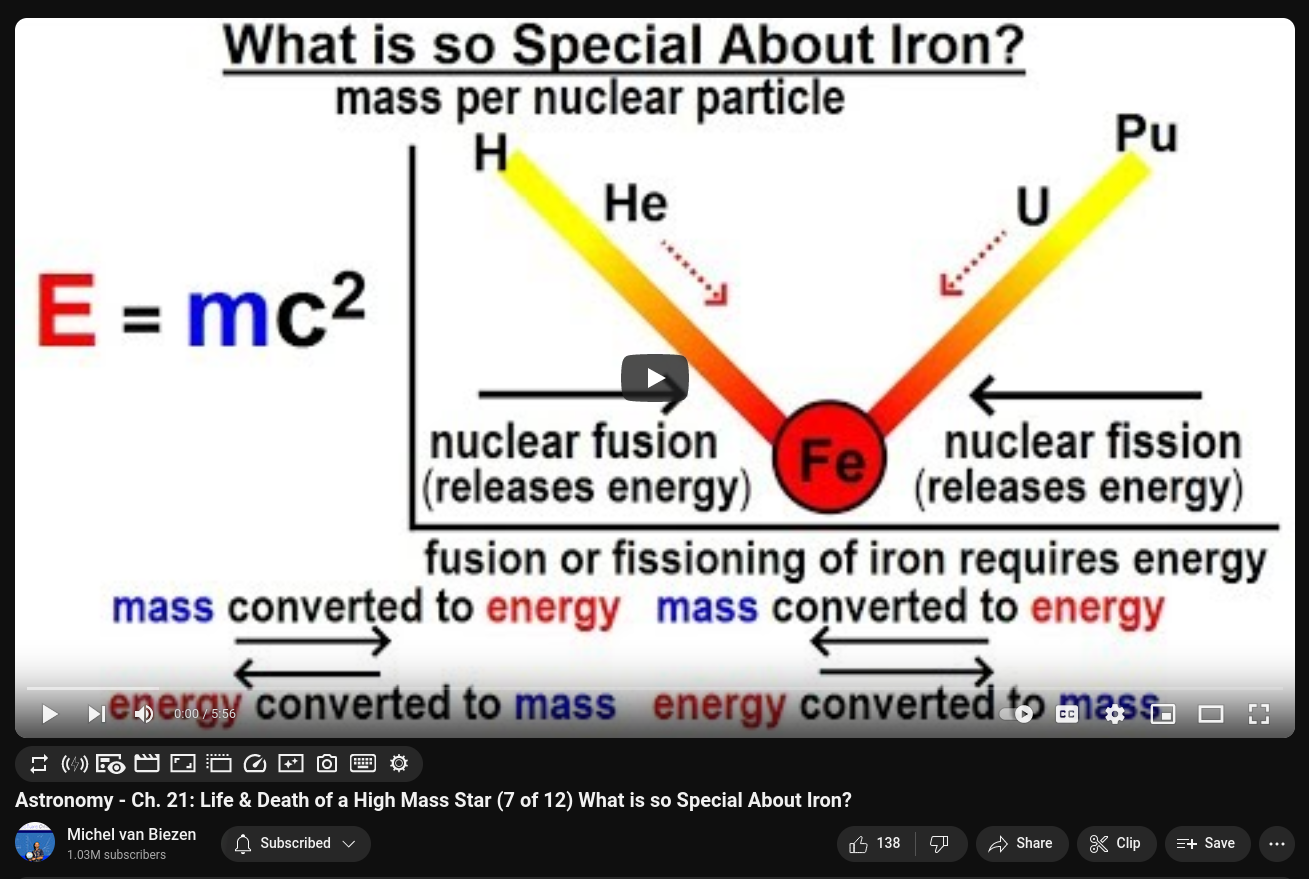 What is so Special About Iron?
mass per nuclear particle
H
Pu
He
U
E = mc²
Fe
nuclear fusion
(releases energy)
nuclear fission
(releases energy)
fusion or fissioning of iron requires energy
mass converted to energy
mass converted to energy
energy converted to mass
energy converted to mass
0:00 / 5:56
CC
Astronomy - Ch. 21: Life & Death of a High Mass Star (7 of 12) What is so Special About Iron?
Michel van Biezen
1.03M subscribers
Subscribed
138
Share
Clip
Save